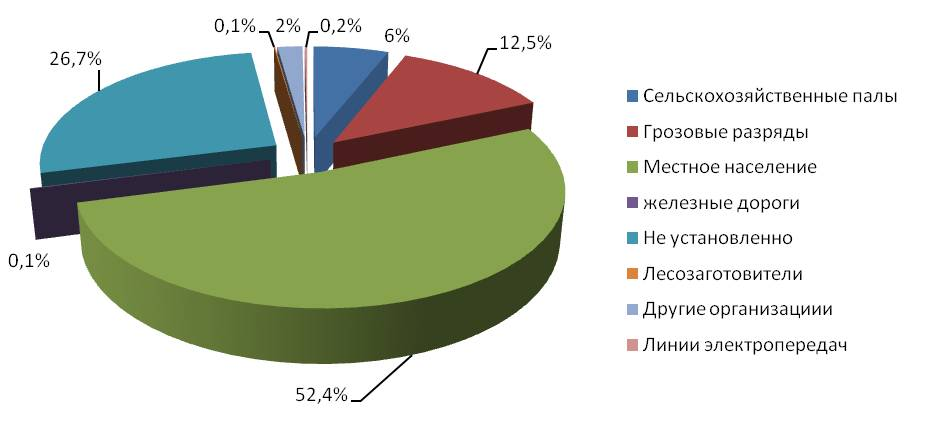 0,1%
2%
0,2%
6%
12,5%
26,7%
0,1%
52,4%
Сельскохозяйственные палы
Грозовые разряды
Местное население
железные дороги
Не установленно
Лесозаготовители
Другие организациии
Линии электропередач